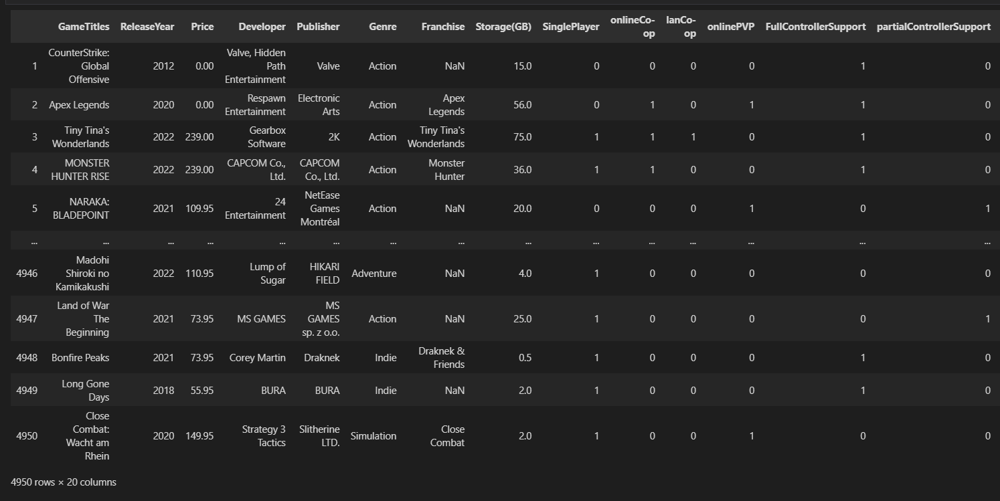 GameTitles ReleaseYear Price Developer Publisher Genre Franchise Storage(GB) SinglePlayer onlineCo-op lanCo-op onlinePVP FullControllerSupport partialControllerSupport
1 CounterStrike: Global Offensive 2012 0.00 Valve, Hidden Path Entertainment Valve Action NaN 15.0 0 0 0 0 1 0
2 Apex Legends 2020 0.00 Respawn Entertainment Electronic Arts Action Apex Legends 56.0 0 1 0 1 1 0
3 Tiny Tina's Wonderlands 2022 239.00 Gearbox Software 2K Action Tiny Tina's Wonderlands 75.0 1 1 1 0 1 0
4 MONSTER HUNTER RISE 2022 239.00 CAPCOM Co., Ltd. CAPCOM Co., Ltd. Action Monster Hunter 36.0 1 1 0 0 1 0
5 NARAKA: BLADEPOINT 2021 109.95 24 Entertainment NetEase Games Montréal Action NaN 20.0 0 0 0 1 0 1
... ... ... ... ... ... ... ... ... ... ... ... ... ... ...
4946 Madohi Shiroki no Kamikakushi 2022 110.95 Lump of Sugar HIKARI FIELD Adventure NaN 4.0 1 0 0 0 0 0
4947 Land of War The Beginning 2021 73.95 MS GAMES MS GAMES sp. z o.o. Action NaN 25.0 1 0 0 0 0 1
4948 Bonfire Peaks 2021 73.95 Corey Martin Draknek Indie Draknek & Friends 0.5 1 0 0 0 1 0
4949 Long Gone Days 2018 55.95 BURA BURA Indie NaN 2.0 1 0 0 0 1 0
4950 Close Combat: Wacht am Rhein 2020 149.95 Strategy 3 Tactics Slitherine LTD. Simulation Close Combat 2.0 1 0 0 1 0 0
4950 rows × 20 columns